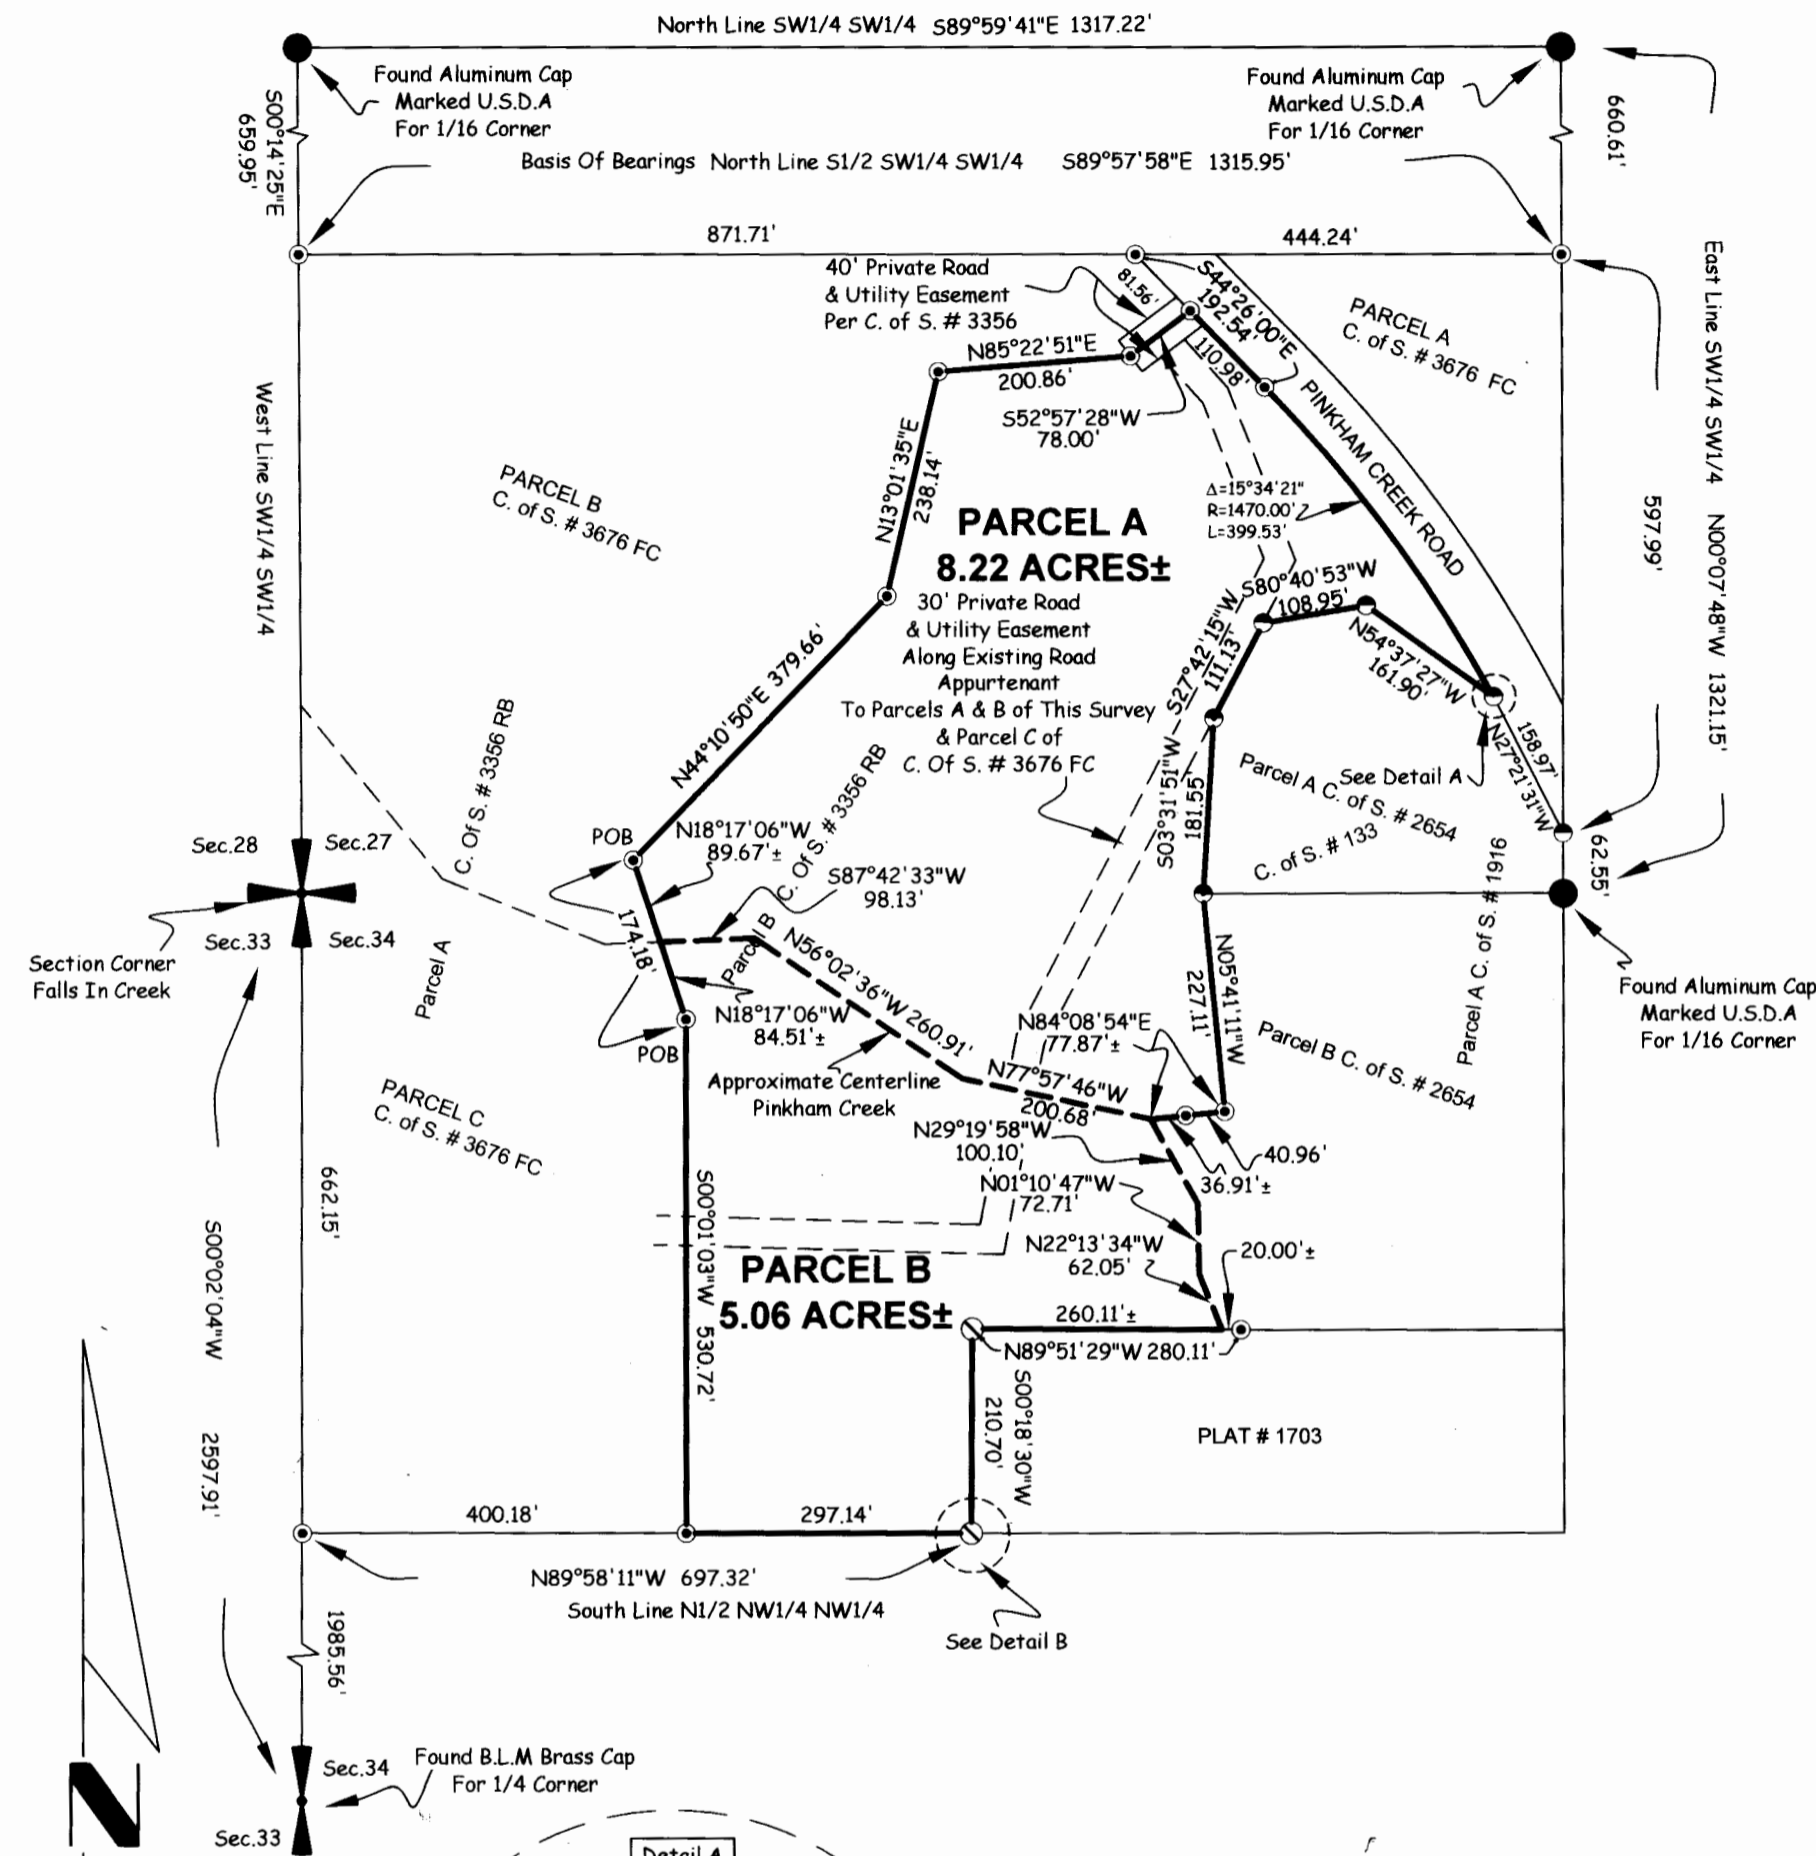 North Line SW1/4 SW1/4 S89°59'41"E 1317.22'
Found Aluminum Cap
Marked U.S.D.A
For 1/16 Corner
Found Aluminum Cap
Marked U.S.D.A
For 1/16 Corner
S00°14'25"E
659.95'
660.61'
Basis Of Bearings North Line S1/2 SW1/4 SW1/4 S89°57'58"E 1315.95'
871.71'
444.24'
40' Private Road
& Utility Easement
Per C. of S. # 3356
81.56'
S44°26'00"E
192.54'
110.98'
PARCEL A
C. of S. # 3676 FC
East Line SW1/4 SW1/4 N00°07'48"W 1321.15'
597.99'
N85°22'51"E
200.86'
S52°57'28"W
78.00'
PINKHAM CREEK ROAD
West Line SW1/4 SW1/4
PARCEL B
C. of S. # 3676 FC
N13°01'35"E
238.14'
Δ=15°34'21"
R=1470.00'
L=399.53'
PARCEL A
8.22 ACRES±
30' Private Road
& Utility Easement
Along Existing Road
Appurtenant
To Parcels A & B of This Survey
& Parcel C of
C. Of S. # 3676 FC
S80°40'53"W
108.95'
N54°37'27"W
161.90'
S27°42'15"W
111.13'
N44°10'50"E 379.66'
158.97'
N27°21'31"W
See Detail A
S03°31'51"W
181.55'
Parcel A C. of S. # 2654
C. of S. # 133
C. Of S. # 3356 RB
C. Of S. # 3356 RB
Sec.28
Sec.27
Sec.33
Sec.34
POB
N18°17'06"W
89.67'±
S87°42'33"W
98.13'
62.55'
Section Corner
Falls In Creek
Parcel A
174.18'
Parcel B
N56°02'36"W 260.91'
N18°17'06"W
84.51'±
POB
N05°41'11"W
227.11'
Parcel A C. of S. # 1916
Found Aluminum Cap
Marked U.S.D.A
For 1/16 Corner
N84°08'54"E
77.87'±
Parcel B C. of S. # 2654
PARCEL C
C. of S. # 3676 FC
Approximate Centerline
Pinkham Creek
N77°57'46"W
200.68'
N29°19'58"W
100.10'
40.96'
36.91'±
N01°10'47"W
72.71'
662.15'
S00°02'04"W 2597.91'
S00°01'03"W 530.72'
N22°13'34"W
62.05'
20.00'±
PARCEL B
5.06 ACRES±
260.11'±
N89°51'29"W 280.11'
S00°18'30"W
210.70'
PLAT # 1703
400.18'
297.14'
N89°58'11"W 697.32'
South Line N1/2 NW1/4 NW1/4
See Detail B
1985.56'
Sec.34
Found B.L.M Brass Cap
For 1/4 Corner
Sec.33
N
Detail A